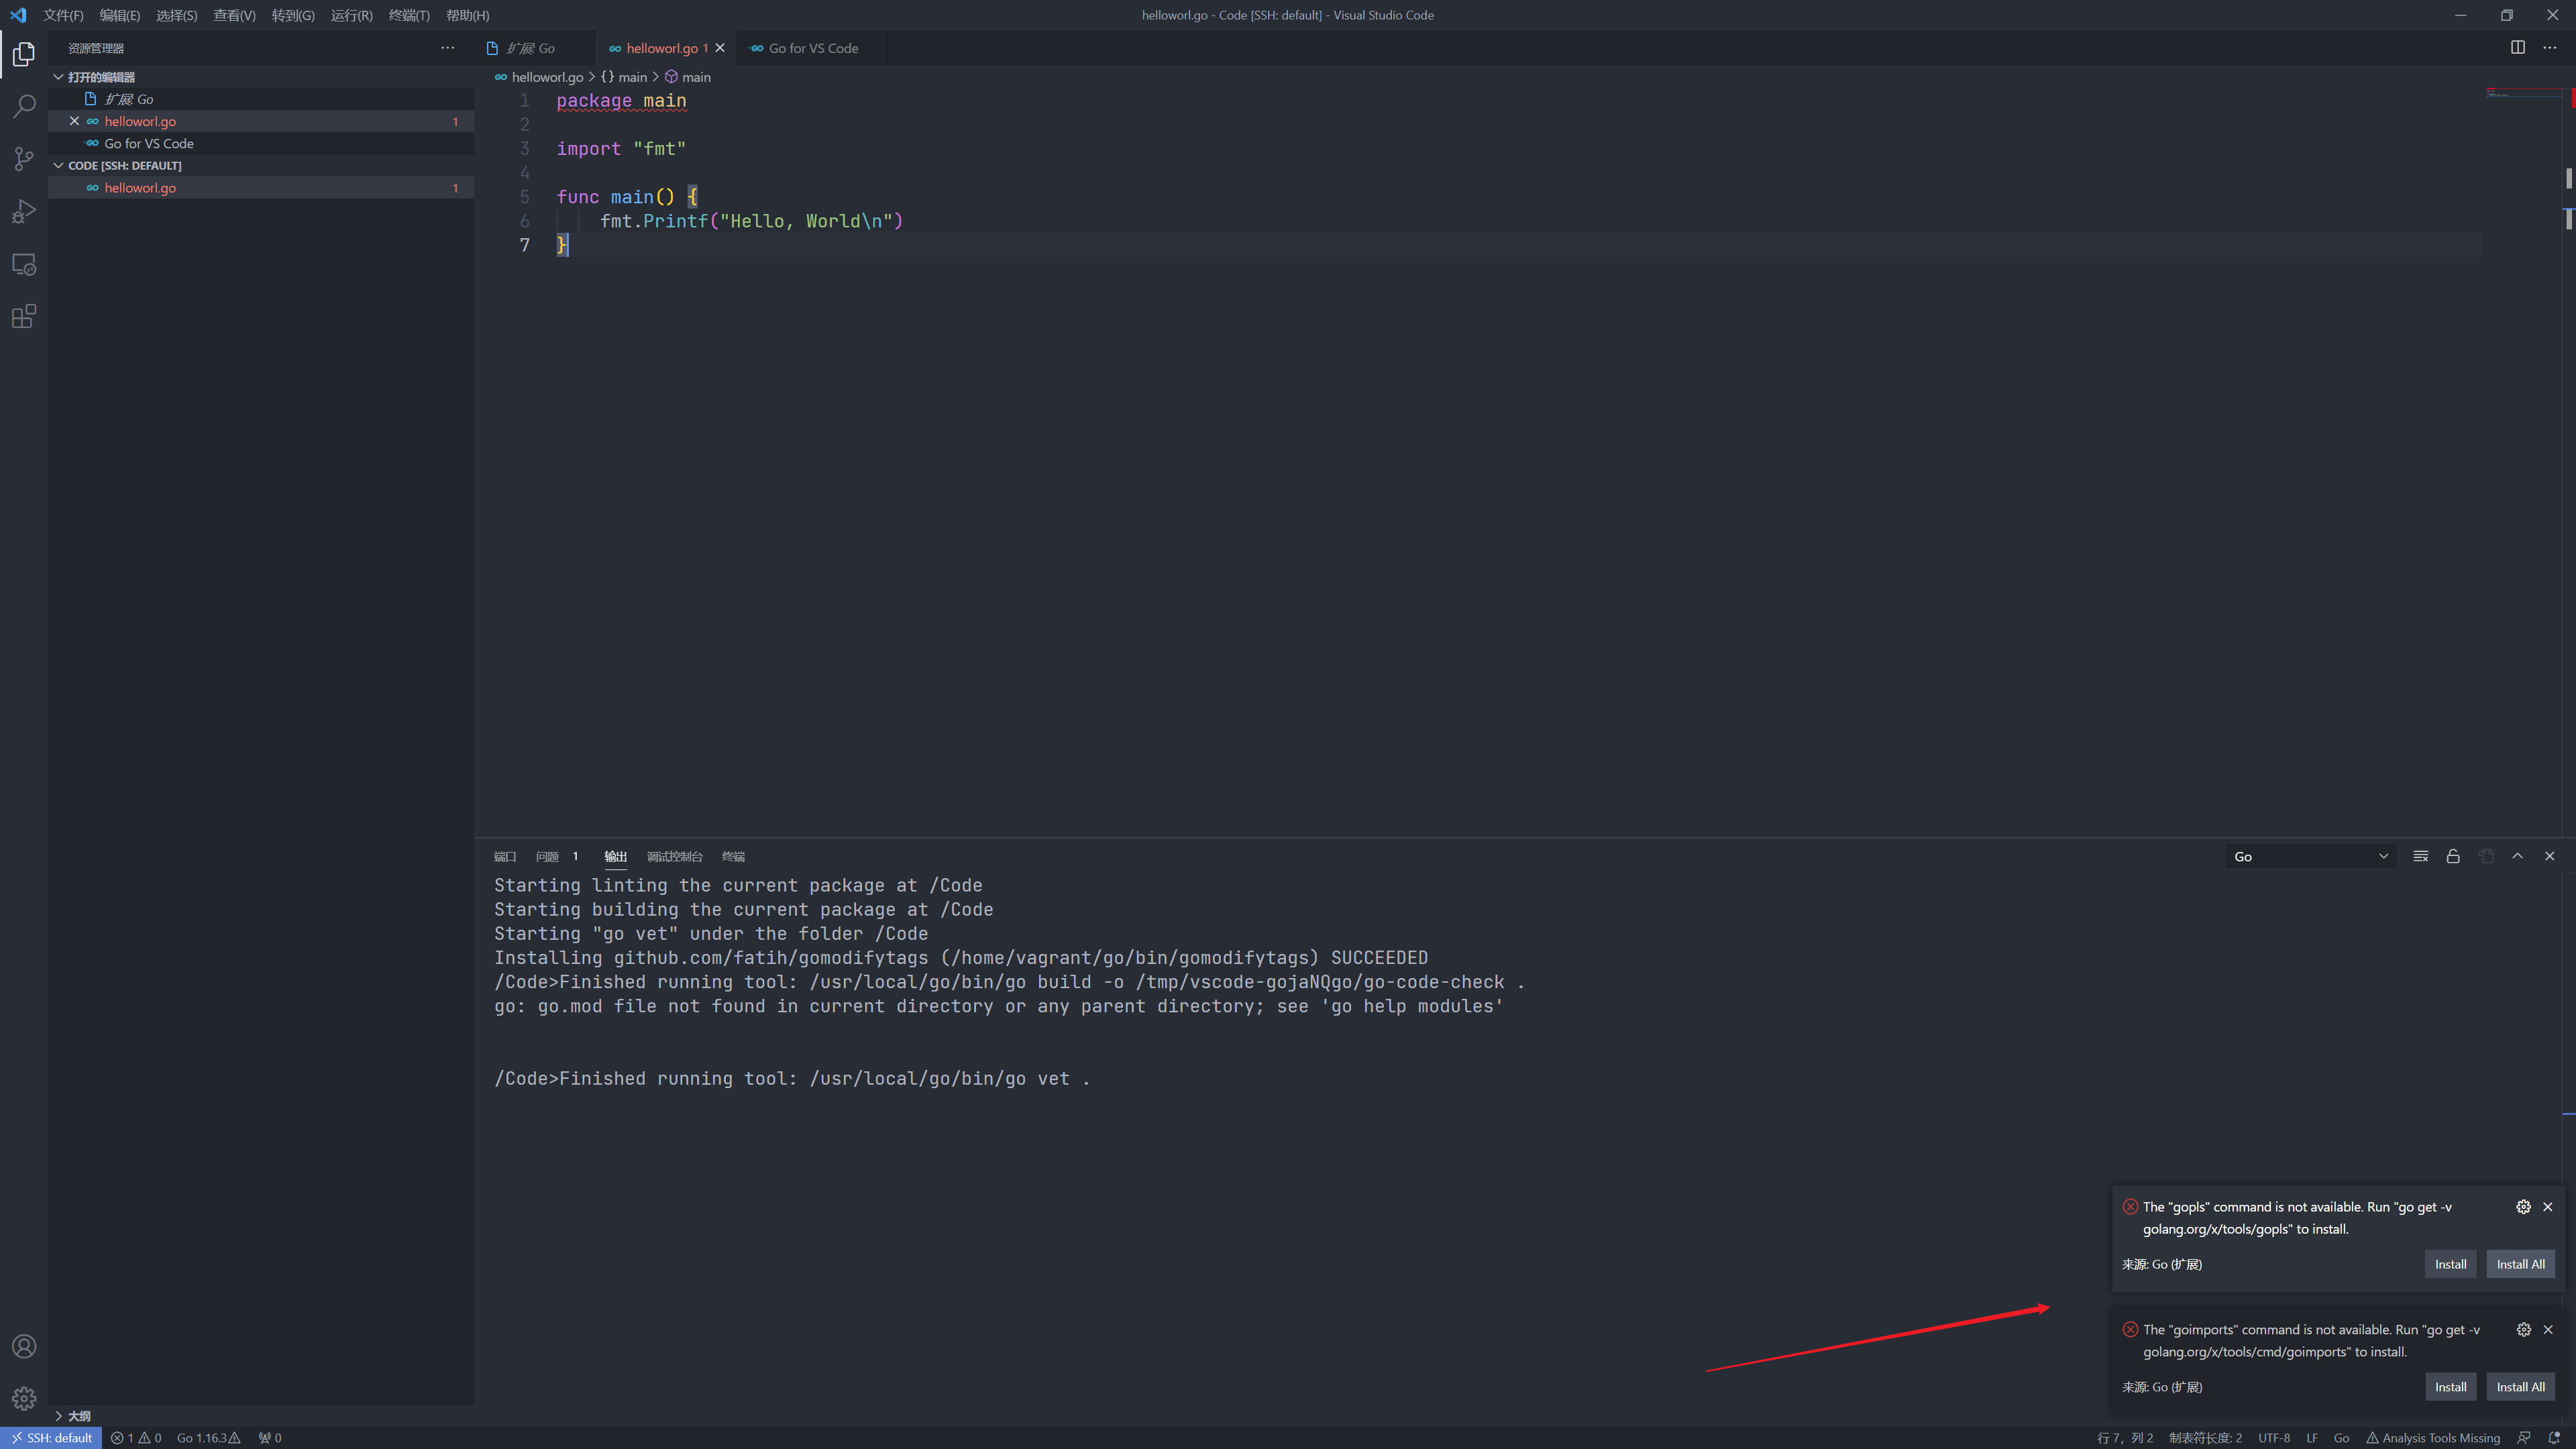 文件(F) 编辑(E) 选择(S) 查看(V) 转到(G) 运行(R) 终端(T) 帮助(H)
helloworl.go - Code [SSH: default] - Visual Studio Code
资源管理器
打开的编辑器
扩展: Go
helloworl.go 1
Go for VS Code
CODE [SSH: DEFAULT]
helloworl.go 1
大纲
扩展: Go
helloworl.go 1
Go for VS Code
helloworl.go > {} main > main
1 package main
2
3 import "fmt"
4
5 func main() {
6 fmt.Printf("Hello, World\n")
7 }
端口 问题 1 输出 调试控制台 终端
Go
Starting linting the current package at /Code
Starting building the current package at /Code
Starting "go vet" under the folder /Code
Installing github.com/fatih/gomodifytags (/home/vagrant/go/bin/gomodifytags) SUCCEEDED
/Code>Finished running tool: /usr/local/go/bin/go build -o /tmp/vscode-gojaNQgo/go-code-check .
go: go.mod file not found in current directory or any parent directory; see 'go help modules'
/Code>Finished running tool: /usr/local/go/bin/go vet .
The "gopls" command is not available. Run "go get -v
golang.org/x/tools/gopls" to install.
来源: Go (扩展)
Install
Install All
The "goimports" command is not available. Run "go get -v
golang.org/x/tools/cmd/goimports" to install.
来源: Go (扩展)
Install
Install All
SSH: default 1 0 Go 1.16.3 0
行 7，列 2 制表符长度: 2 UTF-8 LF Go Analysis Tools Missing